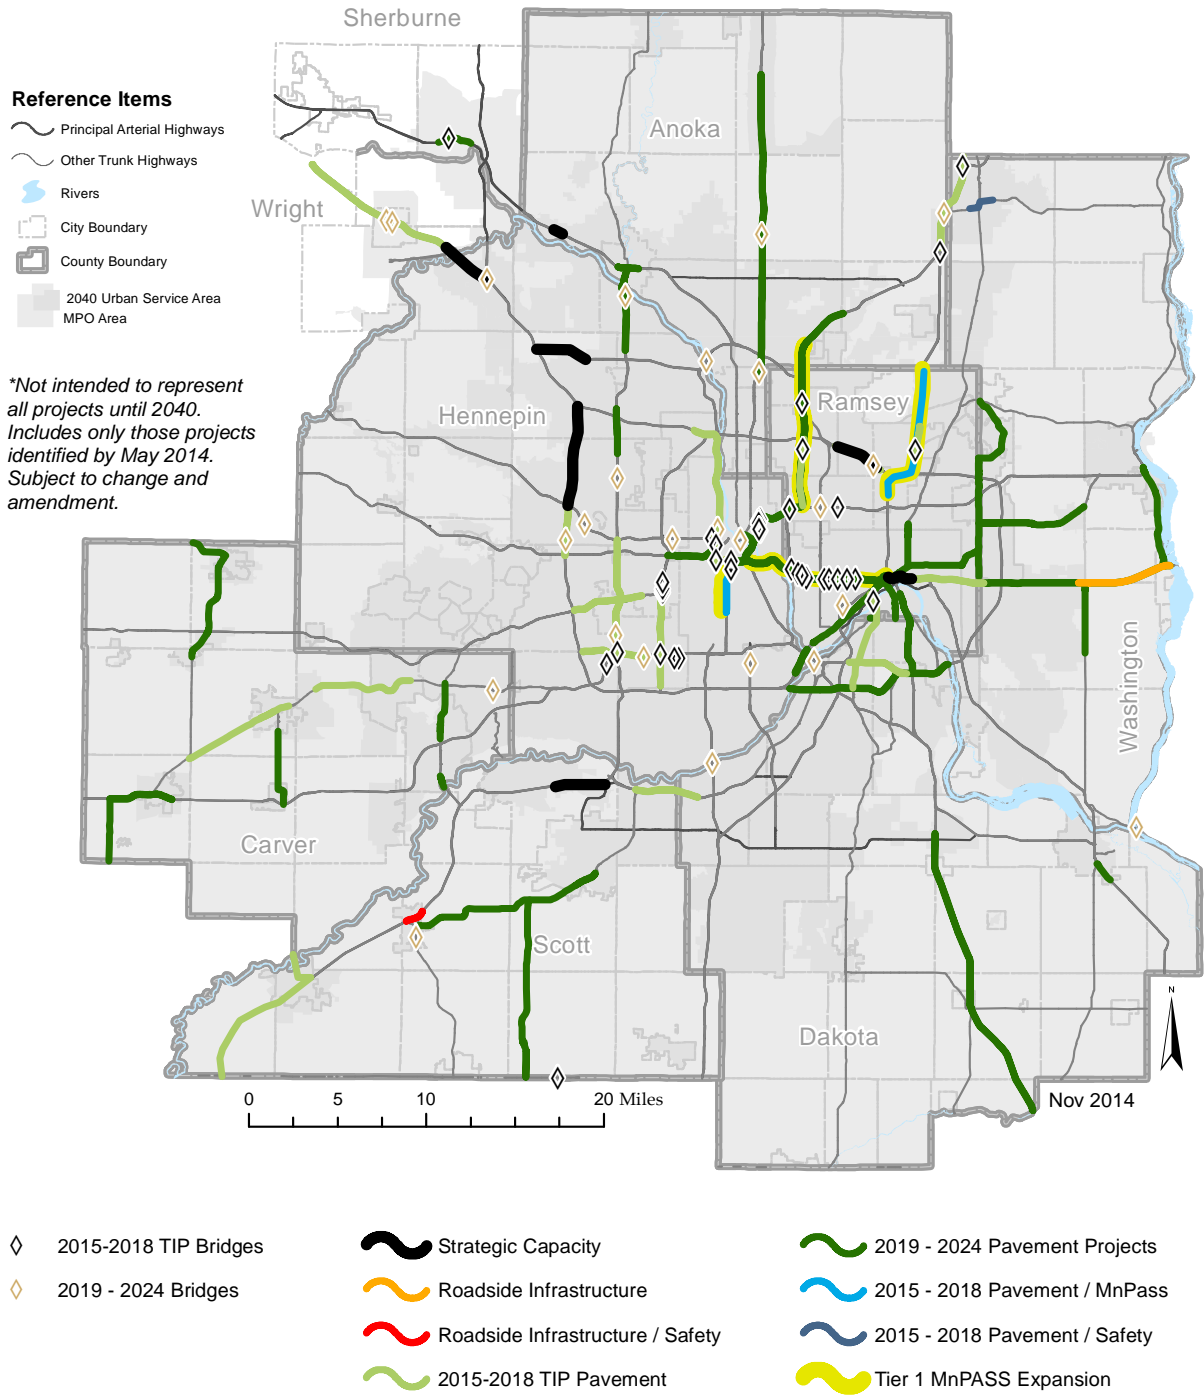 Sherburne
Reference Items
Principal Arterial Highways
Anoka
Other Trunk Highways
Rivers
Wright
City Boundary
County Boundary
2040 Urban Service Area
MPO Area
*Not intended to represent
all projects until 2040.
Includes only those projects
identified by May 2014.
Subject to change and
amendment.
Hennepin
Ramsey
Washington
Carver
Scott
Dakota
N
0 5 10 20 Miles
Nov 2014
2015-2018 TIP Bridges
2019 - 2024 Bridges
Strategic Capacity
Roadside Infrastructure
Roadside Infrastructure / Safety
2015-2018 TIP Pavement
2019 - 2024 Pavement Projects
2015 - 2018 Pavement / MnPass
2015 - 2018 Pavement / Safety
Tier 1 MnPASS Expansion